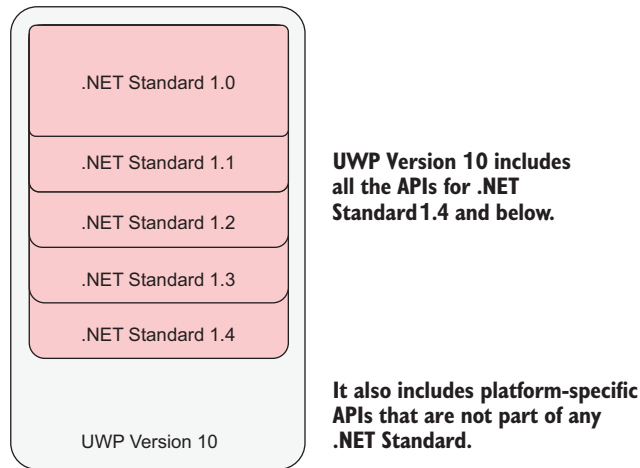 .NET Standard 1.0
.NET Standard 1.1
.NET Standard 1.2
.NET Standard 1.3
.NET Standard 1.4
UWP Version 10
UWP Version 10 includes
all the APIs for .NET
Standard1.4 and below.
It also includes platform-specific
APIs that are not part of any
.NET Standard.